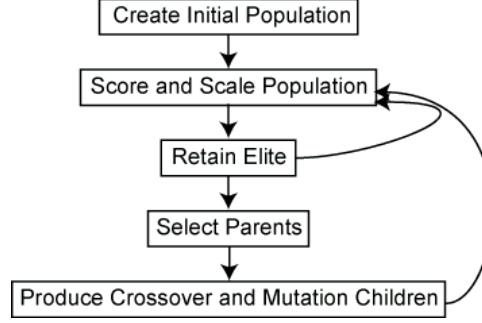 Create Initial Population
Score and Scale Population
Retain Elite
Select Parents
Produce Crossover and Mutation Children